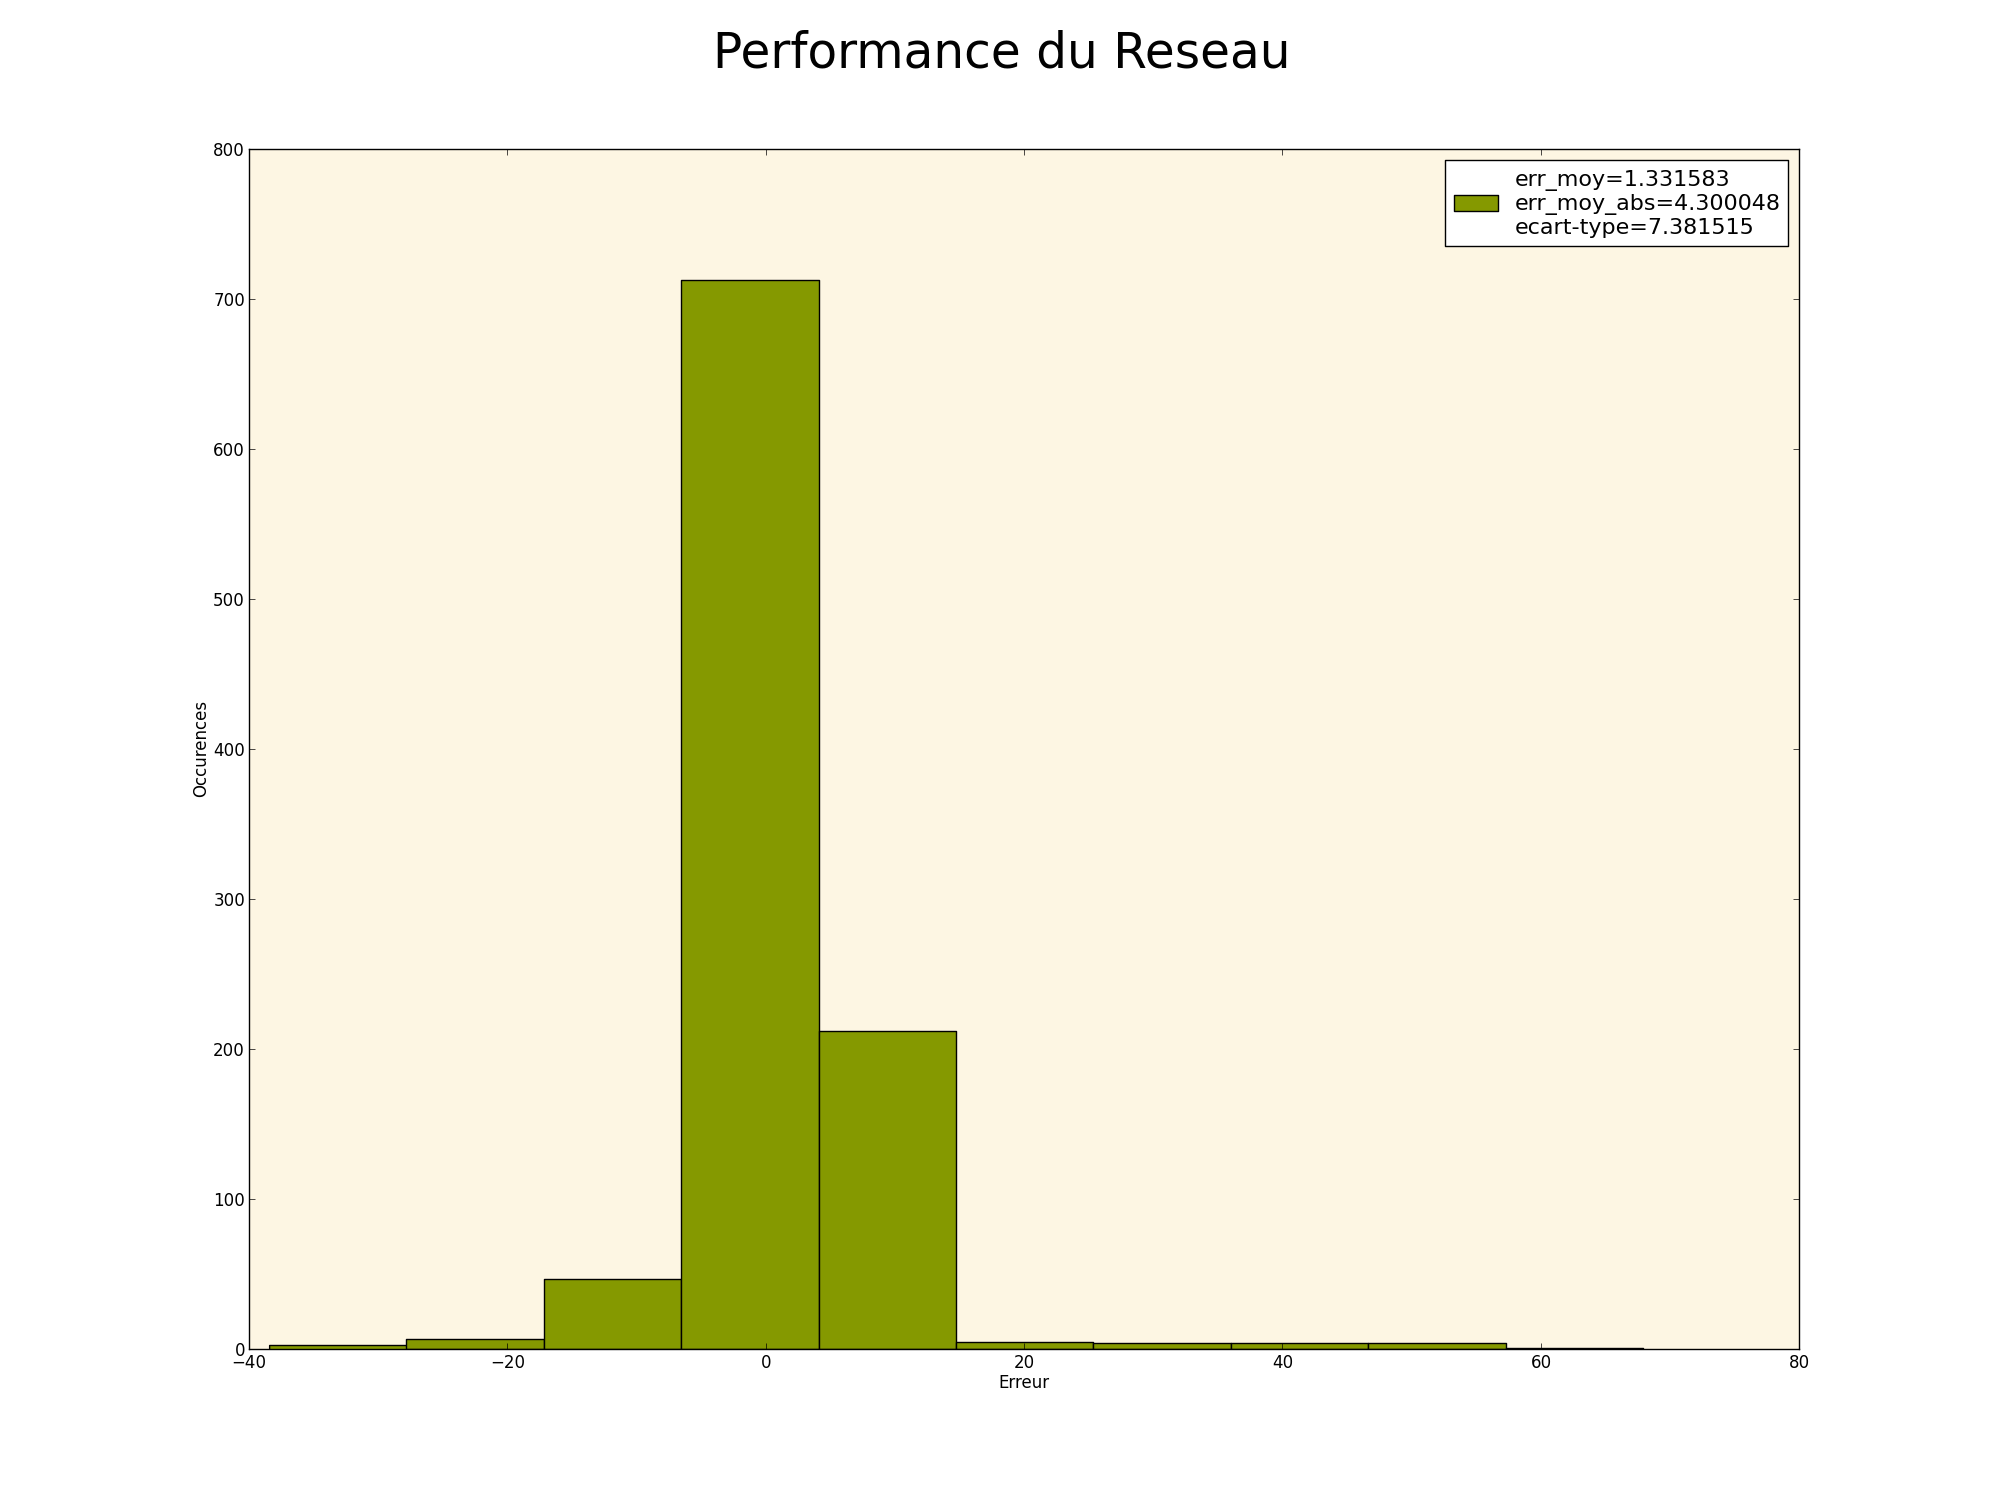 Performance du Reseau
800
700
600
500
400
300
200
100
0
Occurences
err_moy=1.331583
err_moy_abs=4.300048
ecart-type=7.381515
−40 −20 0 20 40 60 80
Erreur